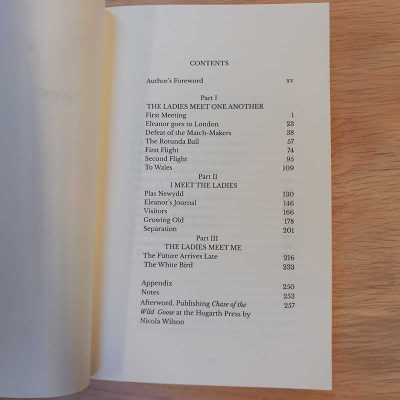 CONTENTS
Author's Foreword xv
Part I
THE LADIES MEET ONE ANOTHER
First Meeting 1
Eleanor goes to London 23
Defeat of the Match-Makers 38
The Rotunda Ball 57
First Flight 74
Second Flight 95
To Wales 109
Part II
I MEET THE LADIES
Plas Newydd 130
Eleanor's Journal 146
Visitors 166
Growing Old 178
Separation 201
Part III
THE LADIES MEET ME
The Future Arrives Late 216
The White Bird 233
Appendix 250
Notes 253
Afterword. Publishing Chase of the 257
Wild Goose at the Hogarth Press by
Nicola Wilson